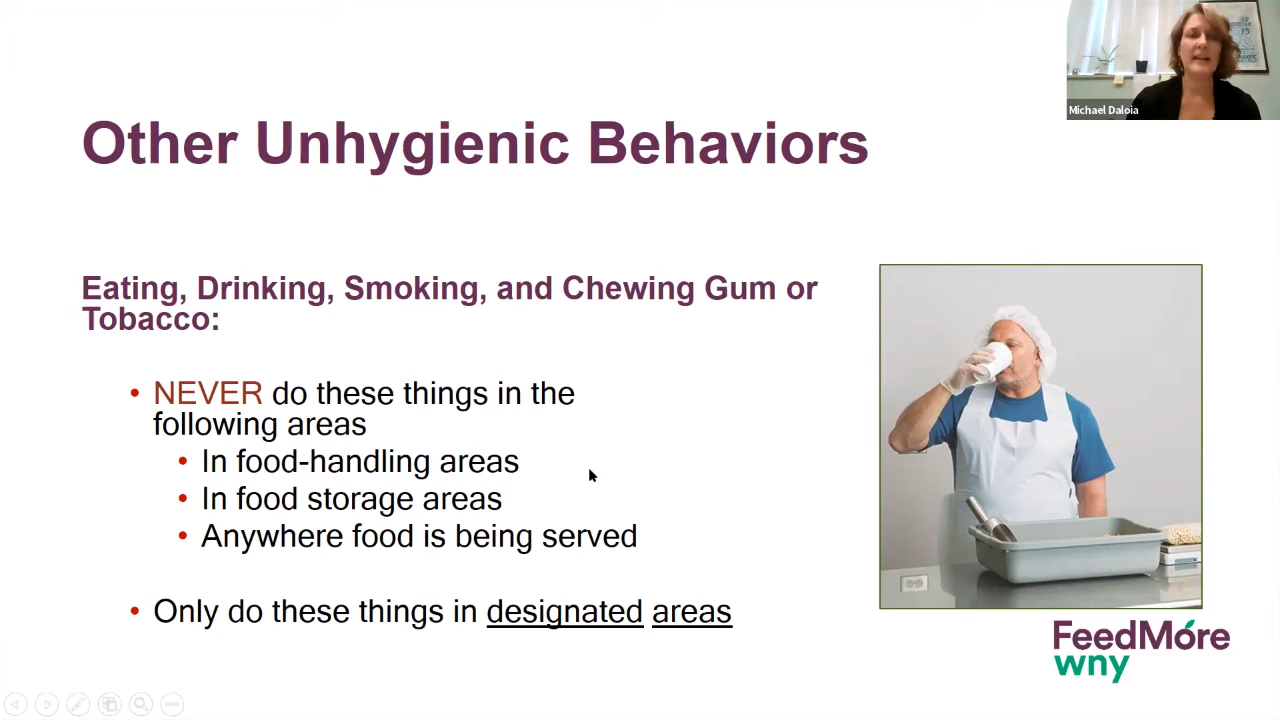 Michael Daloia
Other Unhygienic Behaviors
Eating, Drinking, Smoking, and Chewing Gum or
Tobacco:
• NEVER do these things in the
following areas
• In food-handling areas
• In food storage areas
• Anywhere food is being served
• Only do these things in designated areas
FeedMore
wny